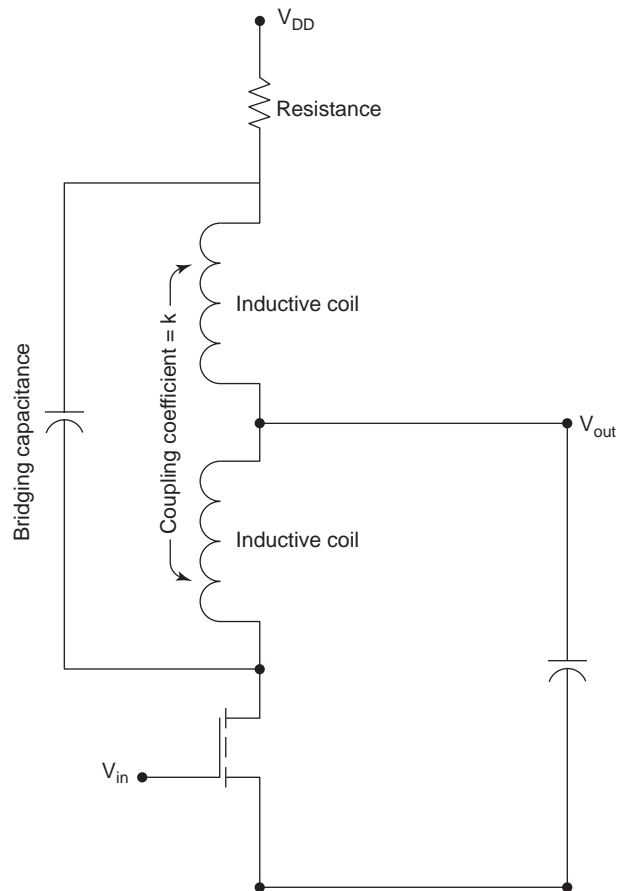 V_DD
Resistance
Inductive coil
Coupling coefficient = k
Bridging capacitance
V_out
Inductive coil
V_in